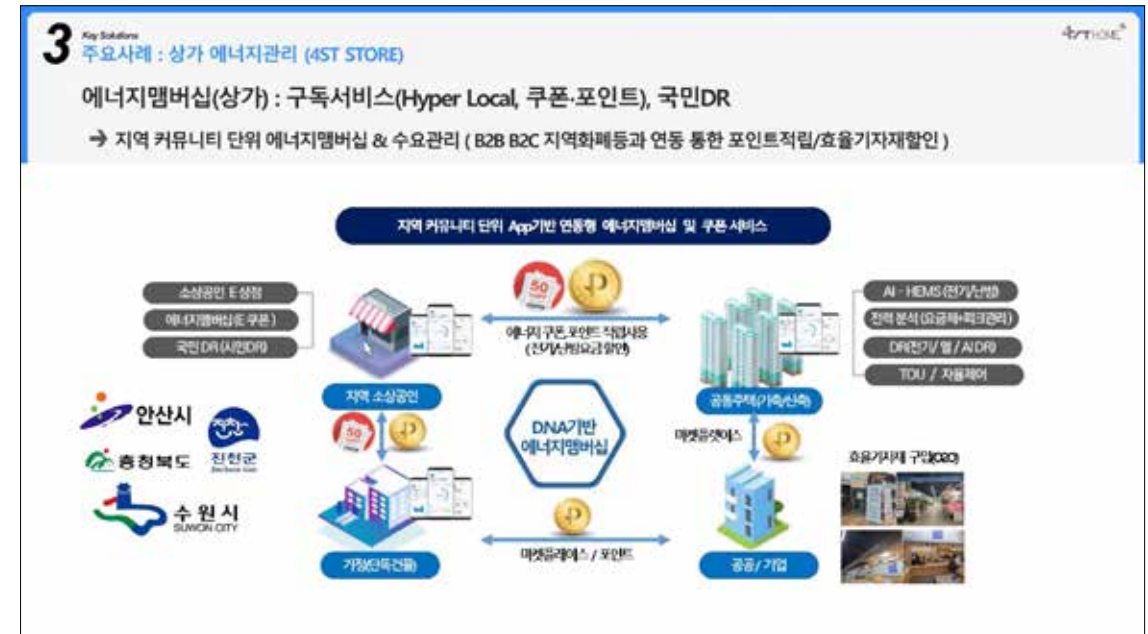 3
Key Solutions
주요사례 : 상가 에너지관리 (4ST STORE)
4STHOME
에너지맴버십(상가) : 구독서비스(Hyper Local, 쿠폰·포인트), 국민DR
→ 지역 커뮤니티 단위 에너지맴버십 & 수요관리 ( B2B B2C 지역화폐등과 연동 통한 포인트적립/효율기자재할인 )
지역 커뮤니티 단위 App기반 연동형 에너지맴버십 및 쿠폰 서비스
소상공인 E 상점
에너지맴버십(E 쿠폰)
국민 DR (시민DR)
50
에너지 쿠폰,포인트 적립사용
(전기/난방요금 할인)
AI - HEMS (전기/난방)
전력 분석 (요금제+피크관리)
DR(전기/ 열 / AI DR)
TOU / 자율제어
지역 소상공인
공동주택(기축/신축)
안산시
충청북도
진천군
수원시
SUWON CITY
50
DNA기반
에너지맴버십
마켓플랫이스
효율기자재 구입(O2O)
마켓플레이스 / 포인트
가정(단독건물)
공공/ 기업